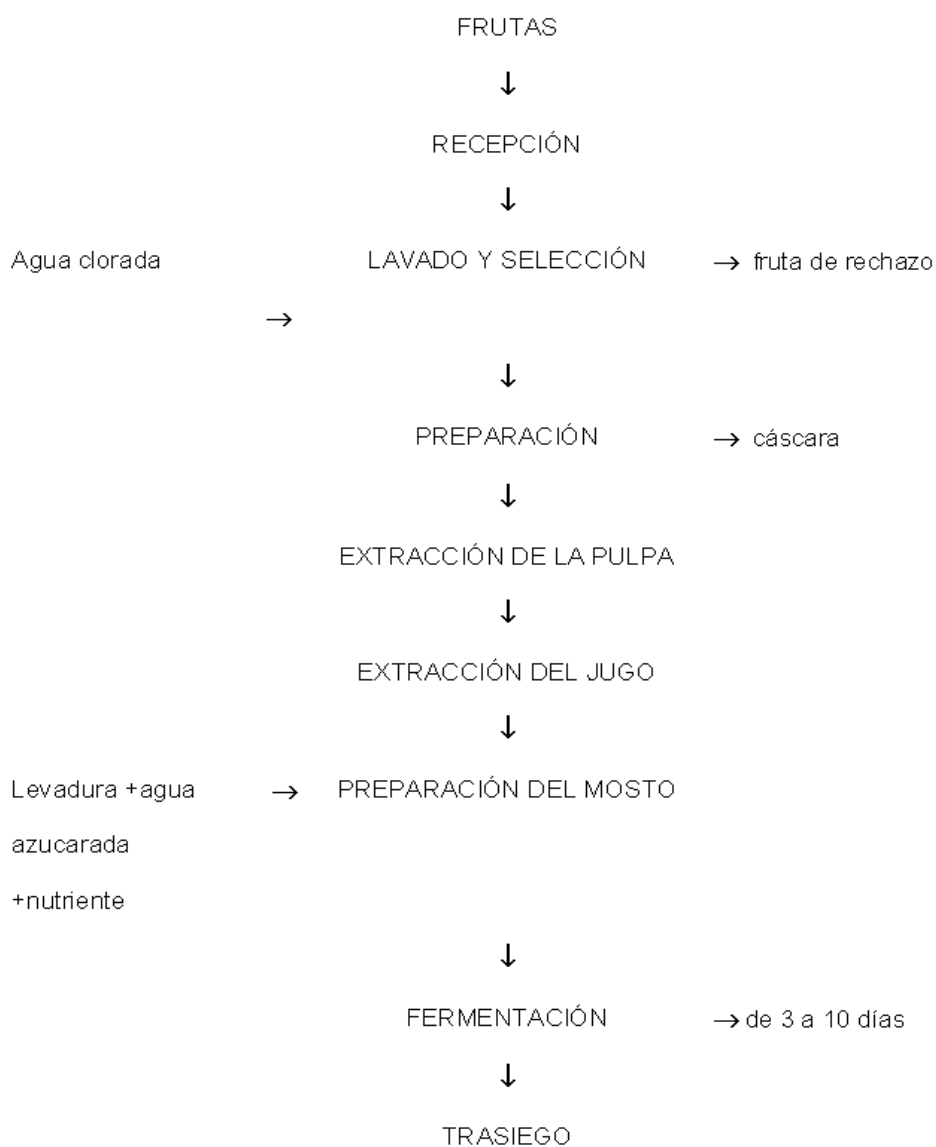 FRUTAS
↓
RECEPCIÓN
↓
Agua clorada LAVADO Y SELECCIÓN → fruta de rechazo
→
↓
PREPARACIÓN → cáscara
↓
EXTRACCIÓN DE LA PULPA
↓
EXTRACCIÓN DEL JUGO
↓
Levadura +agua → PREPARACIÓN DEL MOSTO
azucarada
+nutriente
↓
FERMENTACIÓN → de 3 a 10 días
↓
TRASIEGO